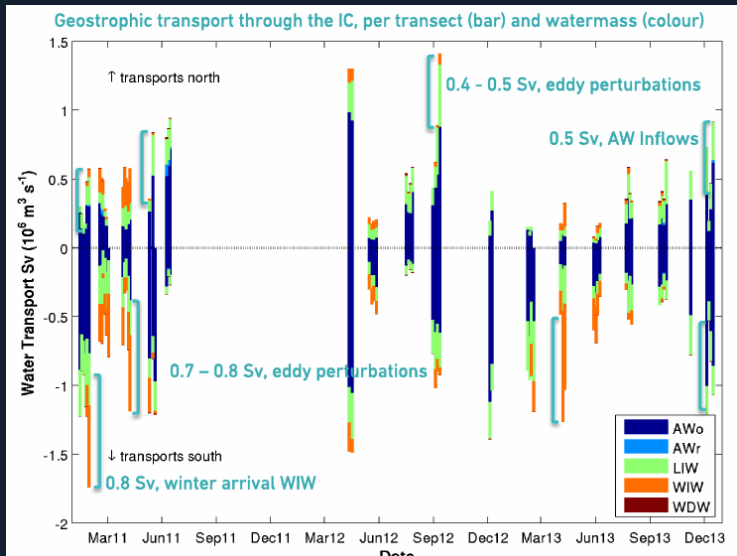 Geostrophic transport through the IC, per transect (bar) and watermass (colour)
Water Transport Sv (10⁶ m³ s⁻¹)
1.5
1
0.5
0
-0.5
-1
-1.5
-2
↑ transports north
0.4 - 0.5 Sv, eddy perturbations
0.5 Sv, AW Inflows
0.7 – 0.8 Sv, eddy perturbations
↓ transports south
0.8 Sv, winter arrival WIW
AWo
AWr
LIW
WIW
WDW
Mar11 Jun11 Sep11 Dec11 Mar12 Jun12 Sep12 Dec12 Mar13 Jun13 Sep13 Dec13
Date